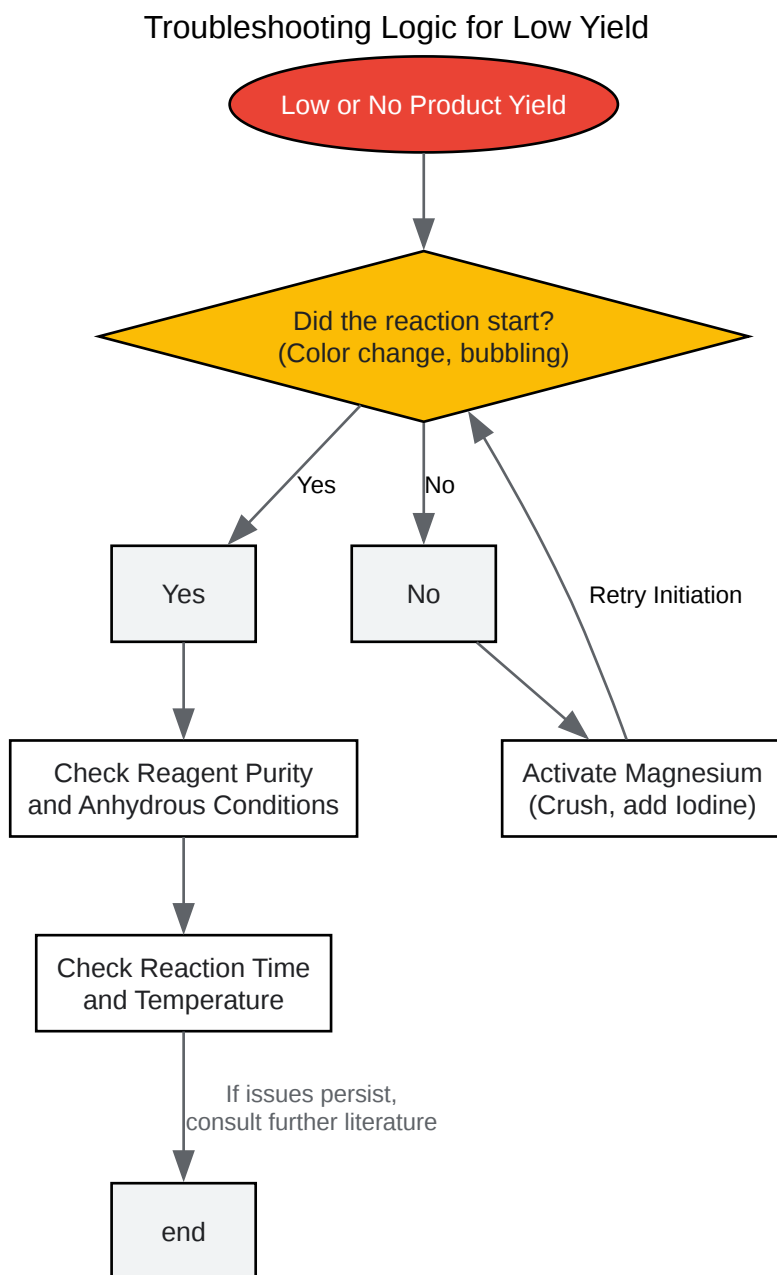 Troubleshooting Logic for Low Yield
Low or No Product Yield
Did the reaction start?
(Color change, bubbling)
Yes
No
Yes
No
Retry Initiation
Check Reagent Purity
and Anhydrous Conditions
Activate Magnesium
(Crush, add Iodine)
Check Reaction Time
and Temperature
If issues persist,
consult further literature
end